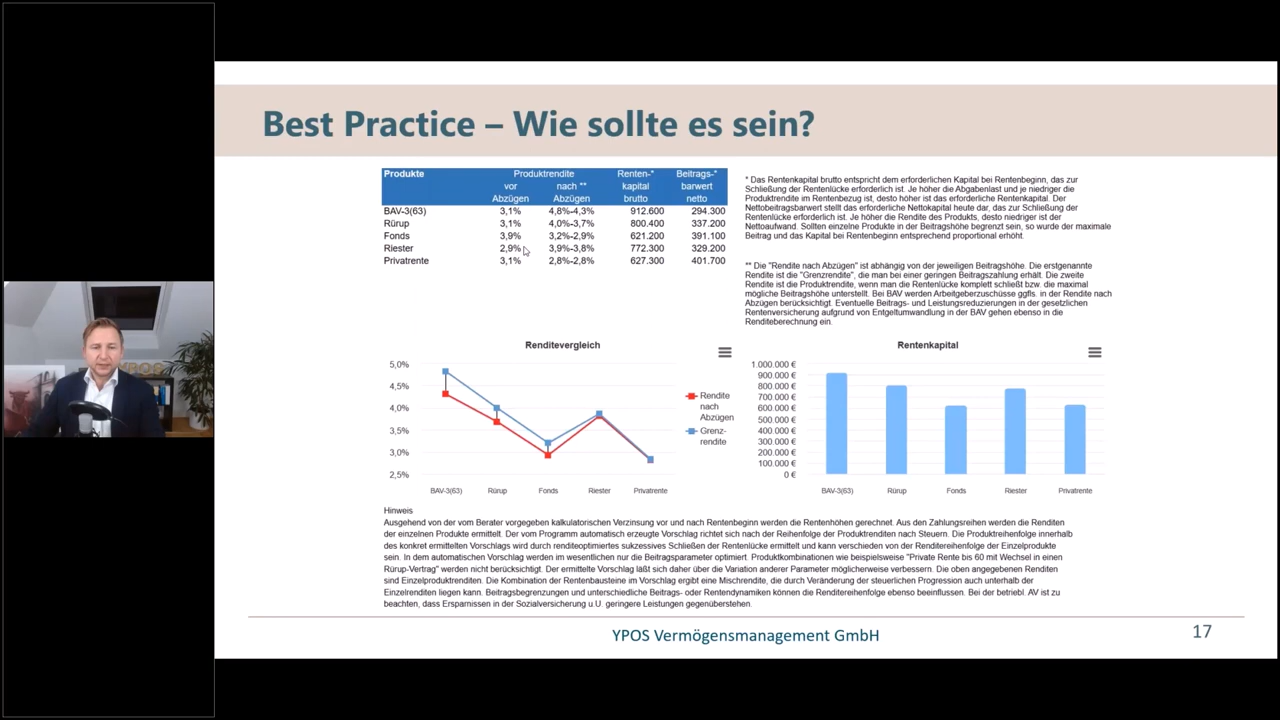 Best Practice – Wie sollte es sein?
Produkte Produktrendite Renten-* Beitrags-*
vor nach ** kapital barwert
Abzügen Abzügen brutto netto
BAV-3(63) 3,1% 4,8%-4,3% 912.600 294.300
Rürup 3,1% 4,0%-3,7% 800.400 337.200
Fonds 3,9% 3,2%-2,9% 621.200 391.100
Riester 2,9% 3,9%-3,8% 772.300 329.200
Privatrente 3,1% 2,8%-2,8% 627.300 401.700
* Das Rentenkapital brutto entspricht dem erforderlichen Kapital bei Rentenbeginn, das zur
Schließung der Rentenlücke erforderlich ist. Je höher die Abgabenlast und je niedriger die
Produktrendite im Rentenbezug ist, desto höher ist das erforderliche Rentenkapital. Der
Nettobeitragsbarwert stellt das erforderliche Nettokapital heute dar, das zur Schließung der
Rentenlücke erforderlich ist. Je höher die Rendite des Produkts, desto niedriger ist der
Nettoaufwand. Sollten einzelne Produkte in der Beitragshöhe begrenzt sein, so wurde der maximale
Beitrag und das Kapital bei Rentenbeginn entsprechend proportional erhöht.
** Die "Rendite nach Abzügen" ist abhängig von der jeweiligen Beitragshöhe. Die erstgenannte
Rendite ist die "Grenzrendite", die man bei einer geringen Beitragszahlung erhält. Die zweite
Rendite ist die Produktrendite, wenn man die Rentenlücke komplett schließt bzw. die maximal
mögliche Beitragshöhe unterstellt. Bei BAV werden Arbeitgeberzuschüsse ggfls. in der Rendite nach
Abzügen berücksichtigt. Eventuelle Beitrags- und Leistungsreduzierungen in der gesetzlichen
Rentenversicherung aufgrund von Entgeltumwandlung in der BAV gehen ebenso in die
Renditeberechnung ein.
Renditevergleich
5,0%
4,5%
4,0%
3,5%
3,0%
2,5%
BAV-3(63) Rürup Fonds Riester Privatrente
Rendite
nach
Abzügen
Grenz-
rendite
Rentenkapital
1.000.000 €
900.000 €
800.000 €
700.000 €
600.000 €
500.000 €
400.000 €
300.000 €
200.000 €
100.000 €
0 €
BAV-3(63) Rürup Fonds Riester Privatrente
Hinweis
Ausgehend von der vom Berater vorgegeben kalkulatorischen Verzinsung vor und nach Rentenbeginn werden die Rentenhöhen gerechnet. Aus den Zahlungsreihen werden die Renditen
der einzelnen Produkte ermittelt. Der vom Programm automatisch erzeugte Vorschlag richtet sich nach der Reihenfolge der Produktrenditen nach Steuern. Die Produktreihenfolge innerhalb
des konkret ermittelten Vorschlags wird durch renditeoptimiertes sukzessives Schließen der Rentenlücke ermittelt und kann verschieden von der Renditereihenfolge der Einzelprodukte
sein. In dem automatischen Vorschlag werden im wesentlichen nur die Beitragsparameter optimiert. Produktkombinationen wie beispielsweise "Private Rente bis 60 mit Wechsel in einen
Rürup-Vertrag" werden nicht berücksichtigt. Der ermittelte Vorschlag läßt sich daher über die Variation anderer Parameter möglicherweise verbessern. Die oben angegebenen Renditen
sind Einzelproduktrenditen. Die Kombination der Rentenbausteine im Vorschlag ergibt eine Mischrendite, die durch Veränderung der steuerlichen Progression auch unterhalb der
Einzelrenditen liegen kann. Beitragsbegrenzungen und unterschiedliche Beitrags- oder Rentendynamiken können die Renditereihenfolge ebenso beeinflussen. Bei der betriebl. AV ist zu
beachten, dass Ersparnissen in der Sozialversicherung u.U. geringere Leistungen gegenüberstehen.
YPOS Vermögensmanagement GmbH
17